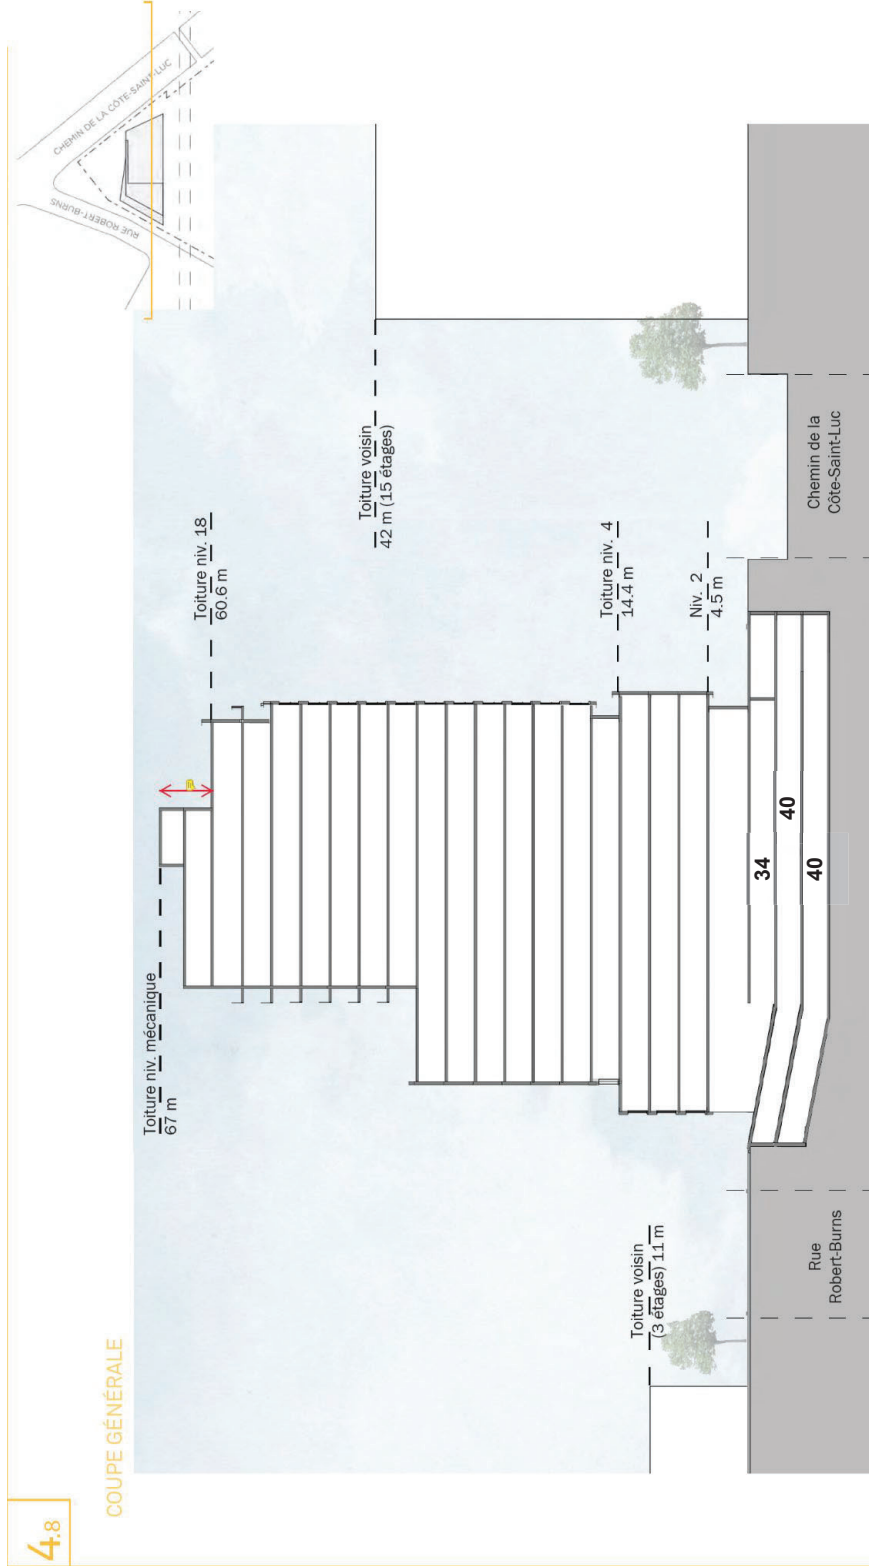 4.8
COUPE GÉNÉRALE
CHEMIN DE LA CÔTE-SAINT-LUC
RUE ROBERT-BURNS
Toiture niv. mécanique
67 m
Toiture niv. 18
60.6 m
Toiture voisin
42 m (15 étages)
Toiture niv. 4
14.4 m
Niv. 2
4.5 m
Toiture voisin
(3 étages) 11 m
34
40
40
Rue
Robert-Burns
Chemin de la
Côte-Saint-Luc